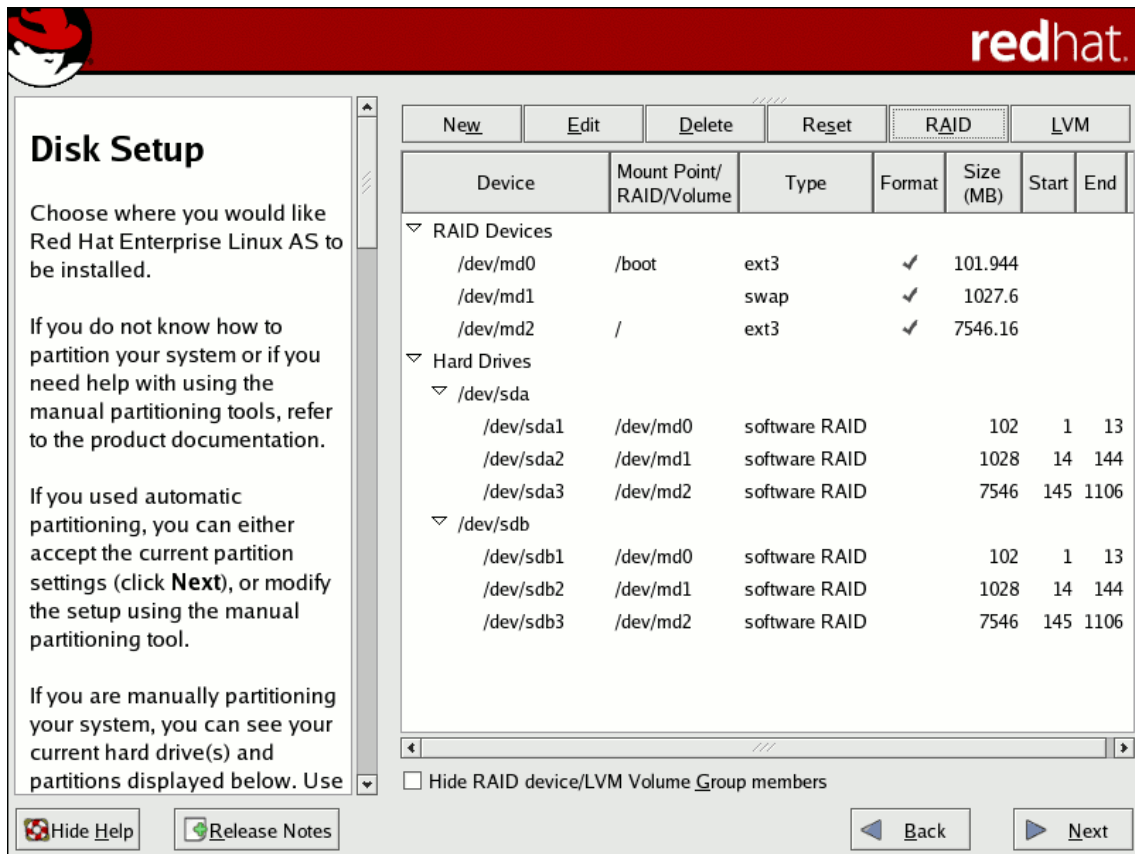 redhat.
Disk Setup
Choose where you would like
Red Hat Enterprise Linux AS to
be installed.
If you do not know how to
partition your system or if you
need help with using the
manual partitioning tools, refer
to the product documentation.
If you used automatic
partitioning, you can either
accept the current partition
settings (click Next), or modify
the setup using the manual
partitioning tool.
If you are manually partitioning
your system, you can see your
current hard drive(s) and
partitions displayed below. Use
New Edit Delete Reset RAID LVM
Device Mount Point/ RAID/Volume Type Format Size (MB) Start End
RAID Devices
/dev/md0 /boot ext3 101.944
/dev/md1 swap 1027.6
/dev/md2 / ext3 7546.16
Hard Drives
/dev/sda
/dev/sda1 /dev/md0 software RAID 102 1 13
/dev/sda2 /dev/md1 software RAID 1028 14 144
/dev/sda3 /dev/md2 software RAID 7546 145 1106
/dev/sdb
/dev/sdb1 /dev/md0 software RAID 102 1 13
/dev/sdb2 /dev/md1 software RAID 1028 14 144
/dev/sdb3 /dev/md2 software RAID 7546 145 1106
Hide RAID device/LVM Volume Group members
Hide Help Release Notes Back Next